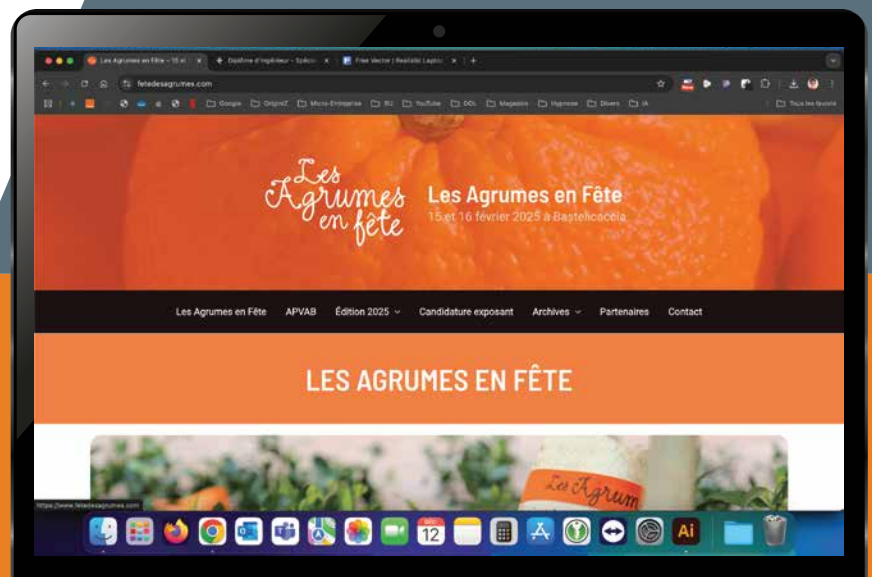 Les Agrumes en Fête – 15 et
Diplôme d'Ingénieur - Spécia
Free Vector | Realistic Laptop
fetedesagrumes.com
Google
OriginZ
Micro-Entreprise
YouTube
Magasin
Hypnose
Divers
IA
Tous les favoris
Les
Agrumes
en fête
Les Agrumes en Fête
15 et 16 février 2025 à Bastelicaccia
Les Agrumes en Fête
APVAB
Édition 2025
Candidature exposant
Archives
Partenaires
Contact
LES AGRUMES EN FÊTE
Les Agrum
https://www.fetedesagrumes.com
12
Ai